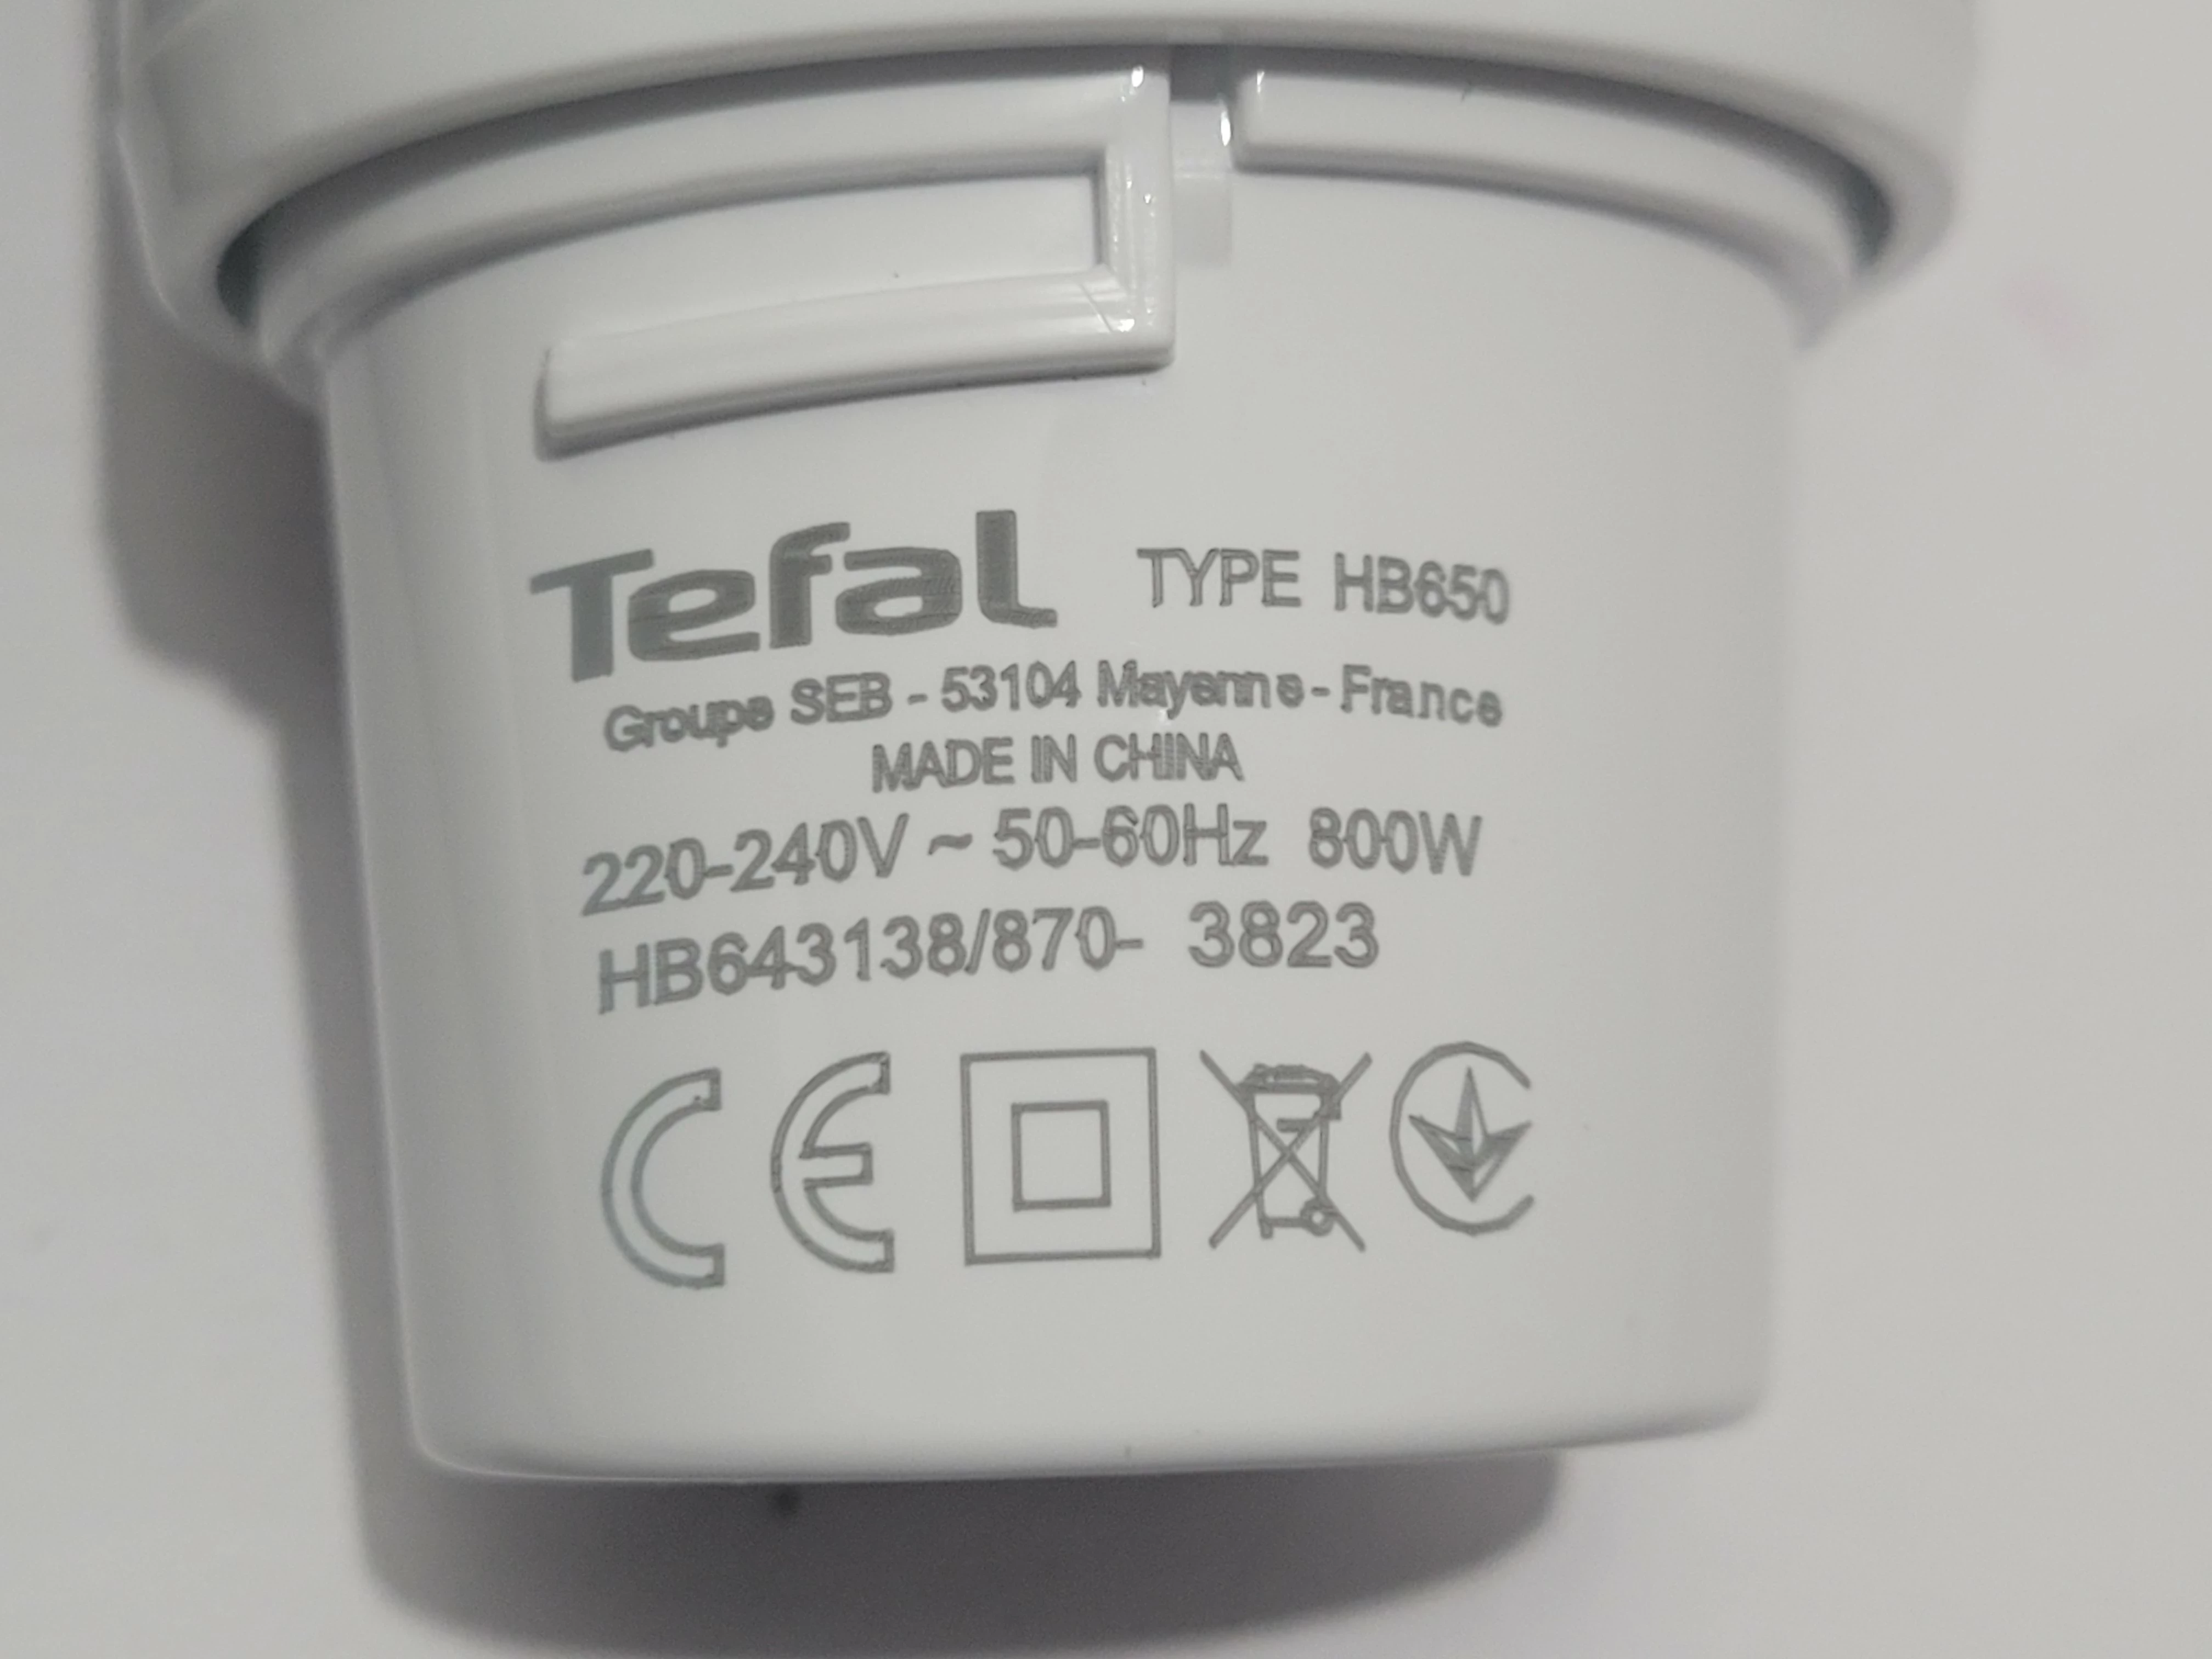 Tefal TYPE HB650
Groupe SEB - 53104 Mayenne - France
MADE IN CHINA
220-240V ~ 50-60Hz 800W
HB643138/870- 3823
CE